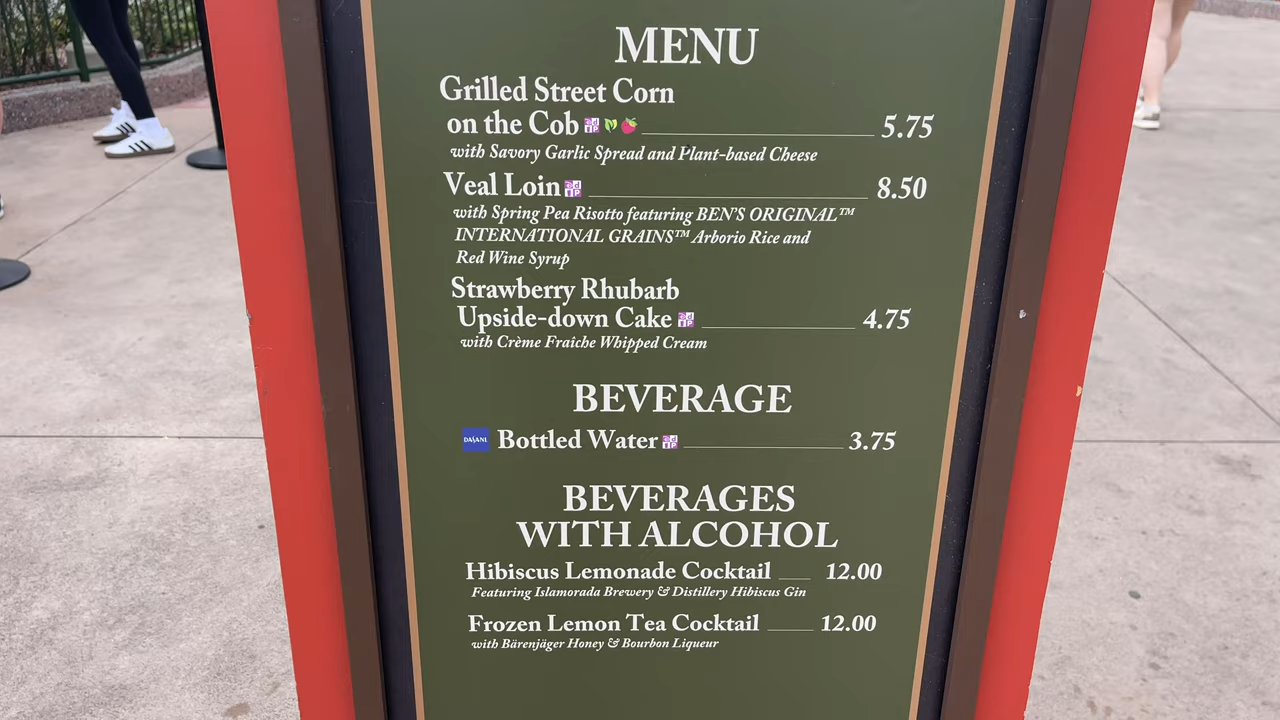 MENU
Grilled Street Corn
on the Cob 5.75
with Savory Garlic Spread and Plant-based Cheese
Veal Loin 8.50
with Spring Pea Risotto featuring BEN'S ORIGINAL™
INTERNATIONAL GRAINS™ Arborio Rice and
Red Wine Syrup
Strawberry Rhubarb
Upside-down Cake 4.75
with Crème Fraîche Whipped Cream
BEVERAGE
DASANI Bottled Water 3.75
BEVERAGES
WITH ALCOHOL
Hibiscus Lemonade Cocktail 12.00
Featuring Islamorada Brewery & Distillery Hibiscus Gin
Frozen Lemon Tea Cocktail 12.00
with Bärenjäger Honey & Bourbon Liqueur